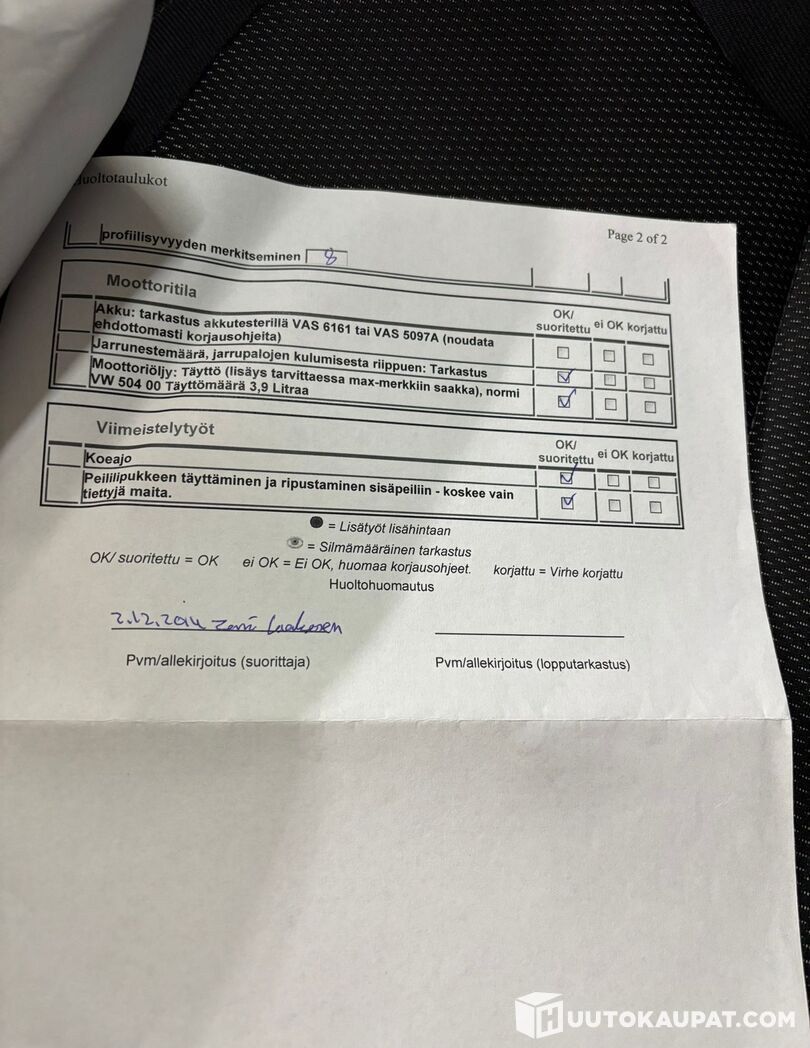 Huoltotaulukot
Page 2 of 2
profiilisyvyyden merkitseminen 8
Moottoritila
OK/ suoritettu ei OK korjattu
Akku: tarkastus akkutesterillä VAS 6161 tai VAS 5097A (noudata
ehdottomasti korjausohjeita)
Jarrunestemäärä, jarrupalojen kulumisesta riippuen: Tarkastus
Moottoriöljy: Täyttö (lisäys tarvittaessa max-merkkiin saakka), normi
VW 504 00 Täyttömäärä 3,9 Litraa
Viimeistelytyöt
OK/ suoritettu ei OK korjattu
Koeajo
Peililipukkeen täyttäminen ja ripustaminen sisäpeiliin - koskee vain
tiettyjä maita.
= Lisätyöt lisähintaan
= Silmämääräinen tarkastus
OK/ suoritettu = OK ei OK = Ei OK, huomaa korjausohjeet. korjattu = Virhe korjattu
Huoltohuomautus
2.12.2014
Pvm/allekirjoitus (suorittaja) Pvm/allekirjoitus (lopputarkastus)
HUUTOKAUPAT.COM